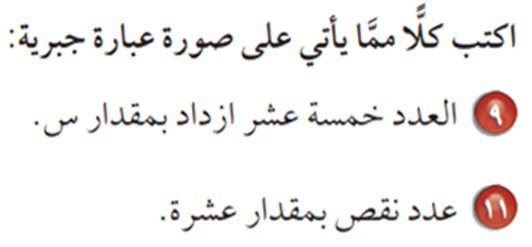 اكتب كلًّا ممَّا يأتي على صورة عبارة جبرية:
٩ العدد خمسة عشر ازداد بمقدار س.
١١ عدد نقص بمقدار عشرة.